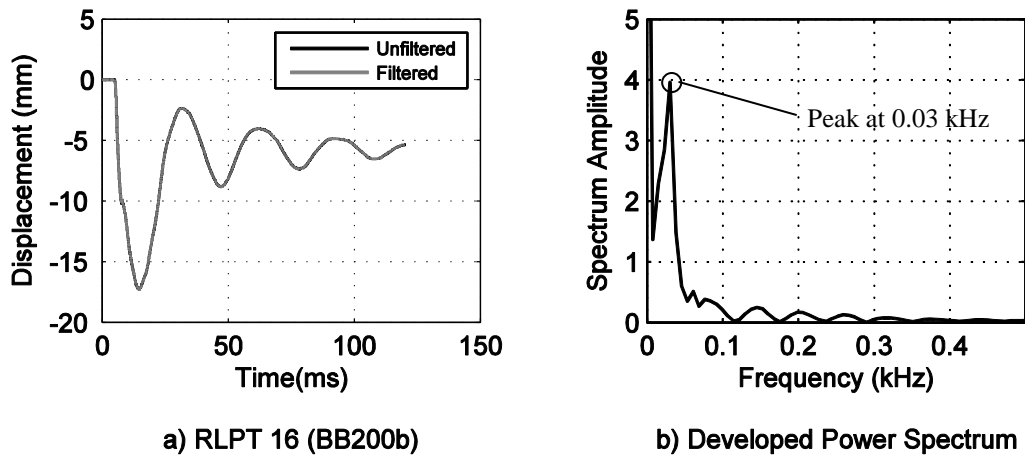 5
0
-5
-10
-15
-20
0
50
100
150
Displacement (mm)
Time(ms)
Unfiltered
Filtered
a) RLPT 16 (BB200b)
5
4
3
2
1
0
0
0.1
0.2
0.3
0.4
Spectrum Amplitude
Frequency (kHz)
Peak at 0.03 kHz
b) Developed Power Spectrum